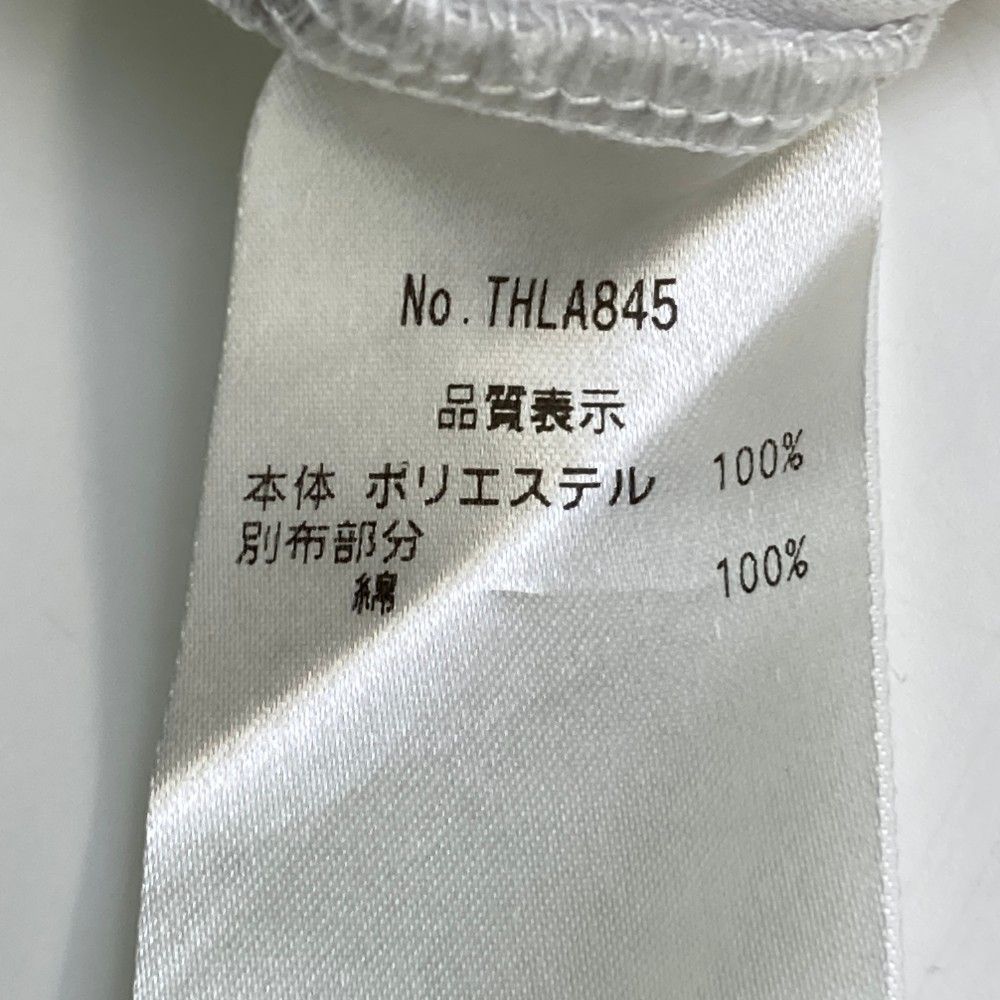 No.THLA845
品質表示
本体 ポリエステル 100%
別布部分
綿 100%